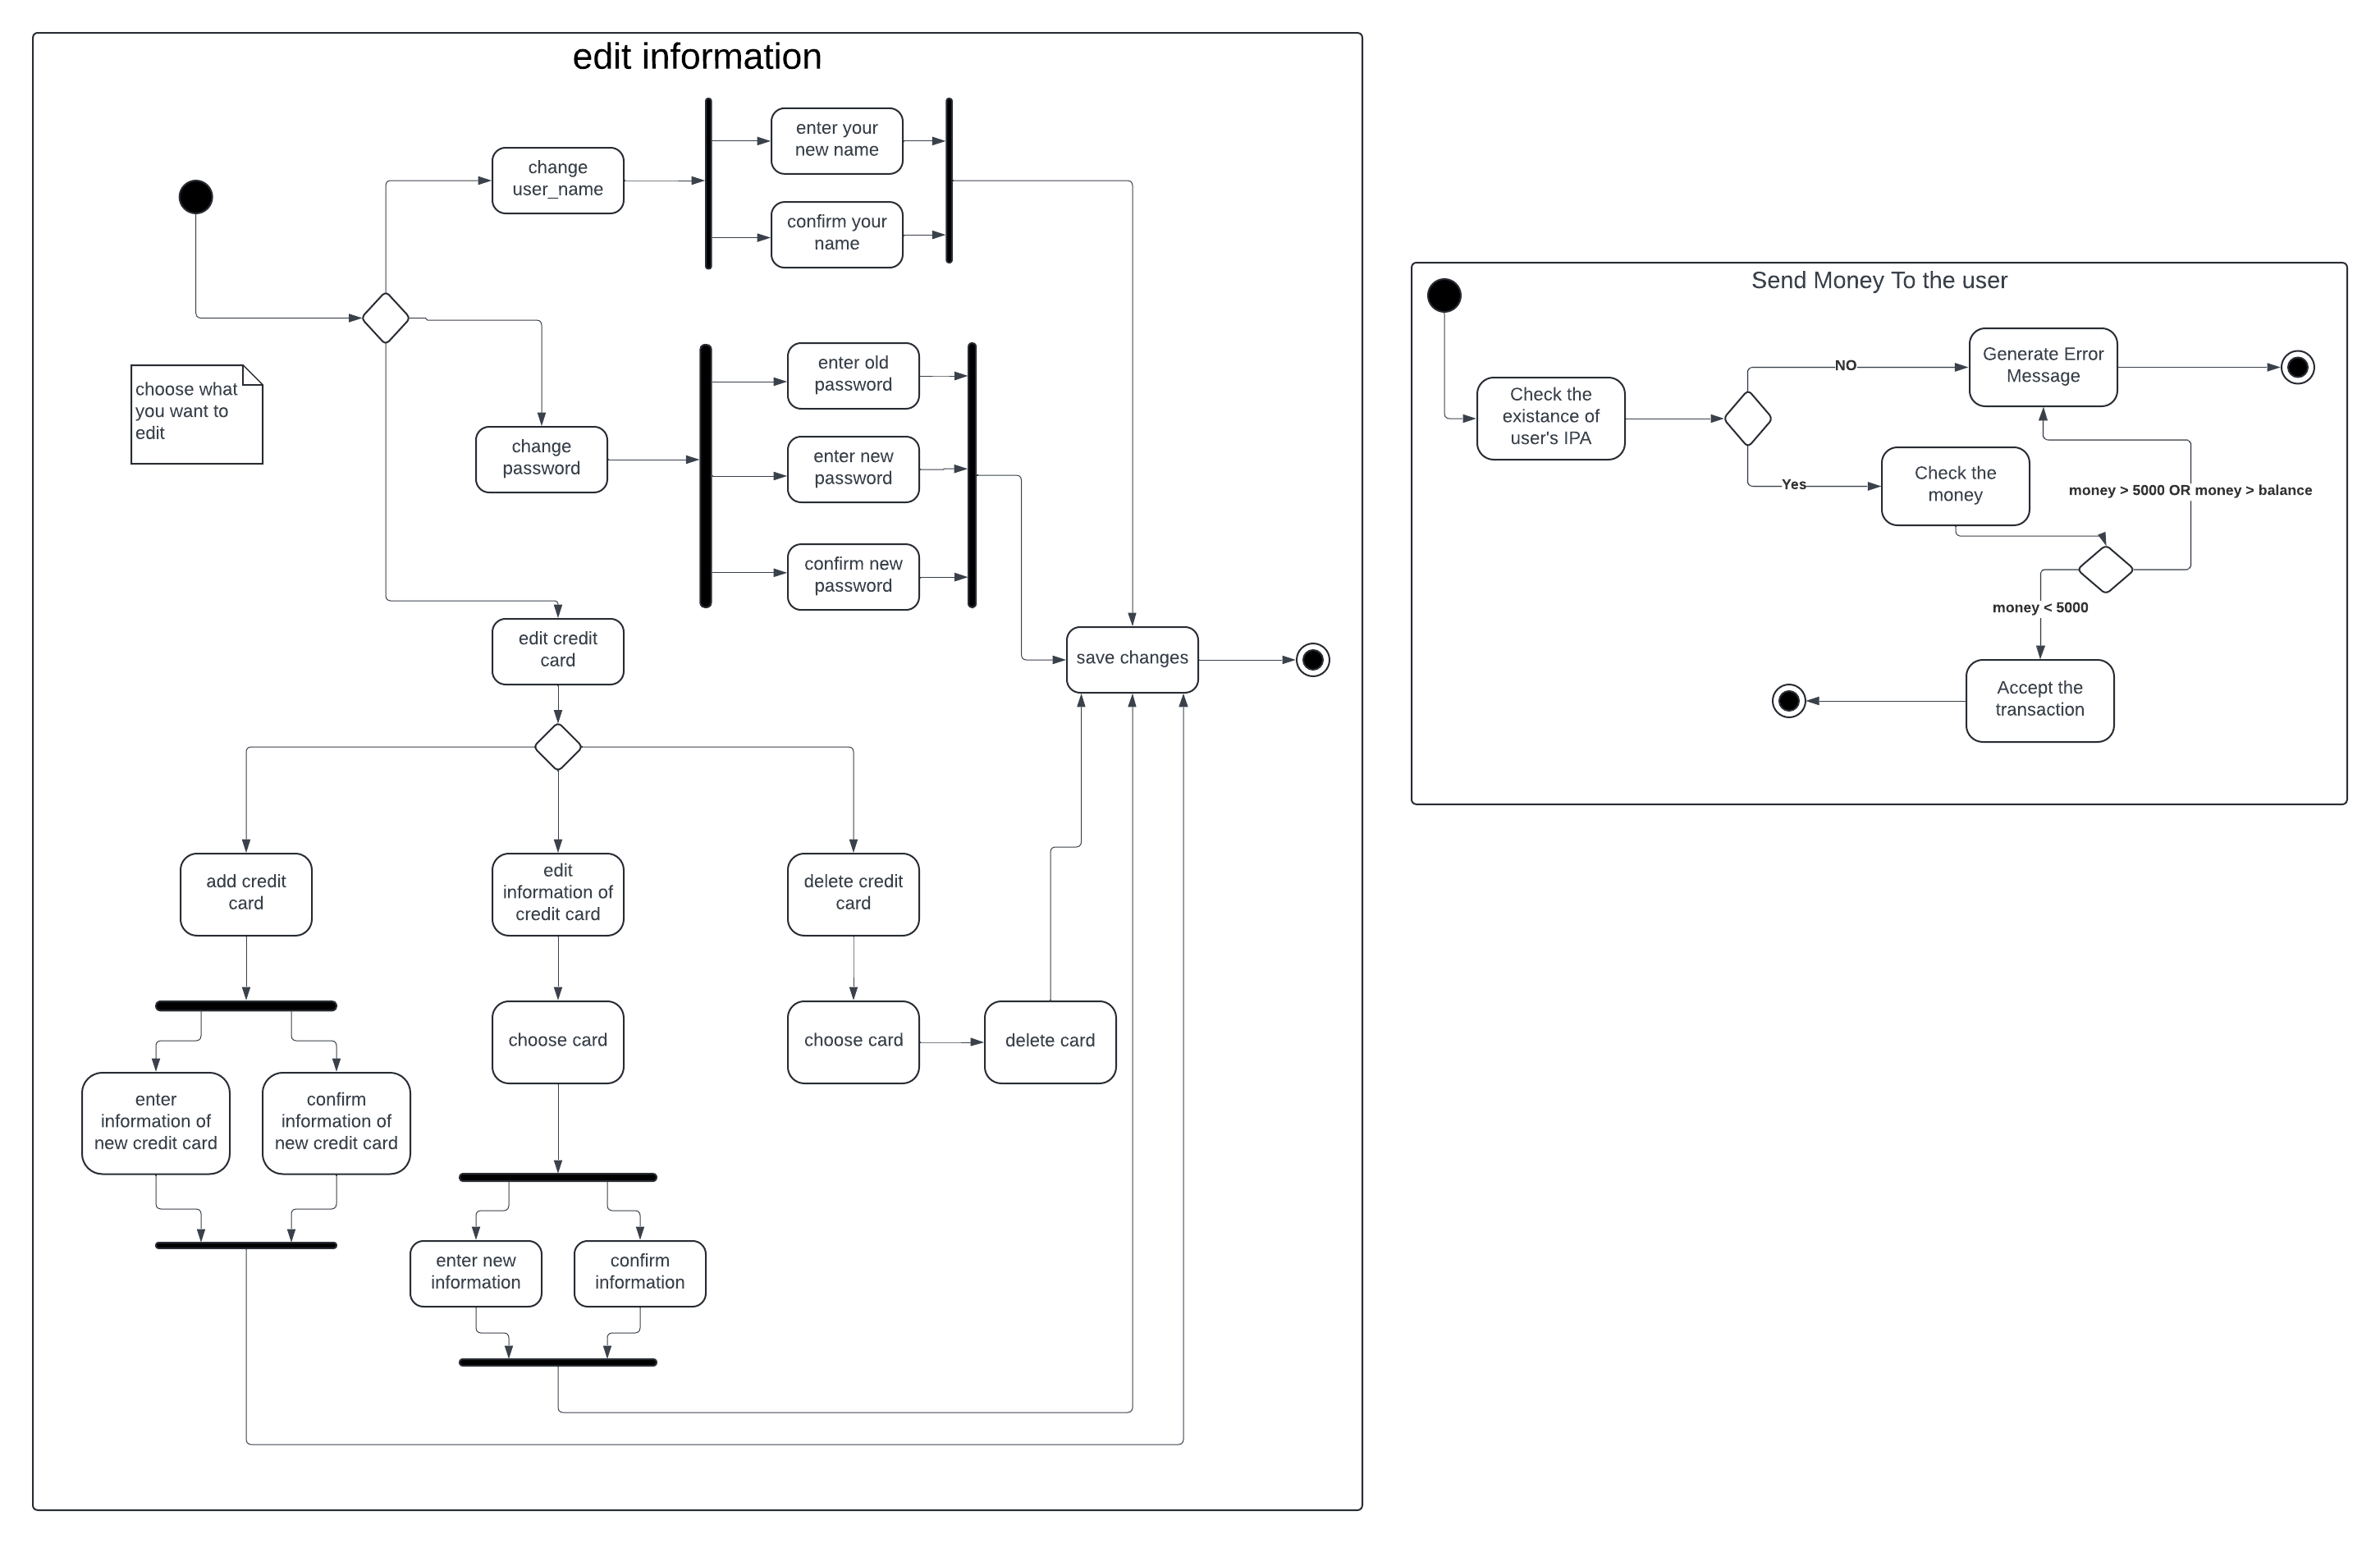 edit information
enter your
new name
change
user_name
confirm your
name
choose what
you want to
edit
enter old
password
change
password
enter new
password
confirm new
password
edit credit
card
save changes
add credit
card
edit
information of
credit card
delete credit
card
choose card
choose card
delete card
enter
information of
new credit card
confirm
information of
new credit card
enter new
information
confirm
information
Send Money To the user
Check the
existance of
user's IPA
NO
Generate Error
Message
Yes
Check the
money
money > 5000 OR money > balance
money < 5000
Accept the
transaction